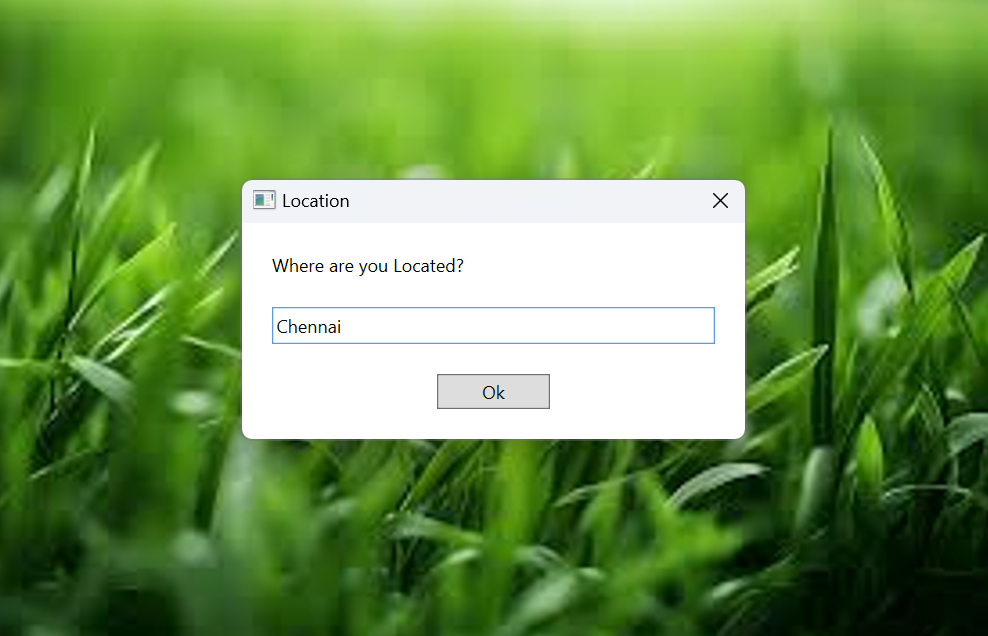 Location
Where are you Located?
Chennai
Ok